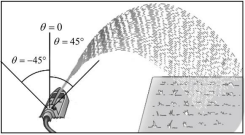 θ = 0
θ = 45°
θ = −45°